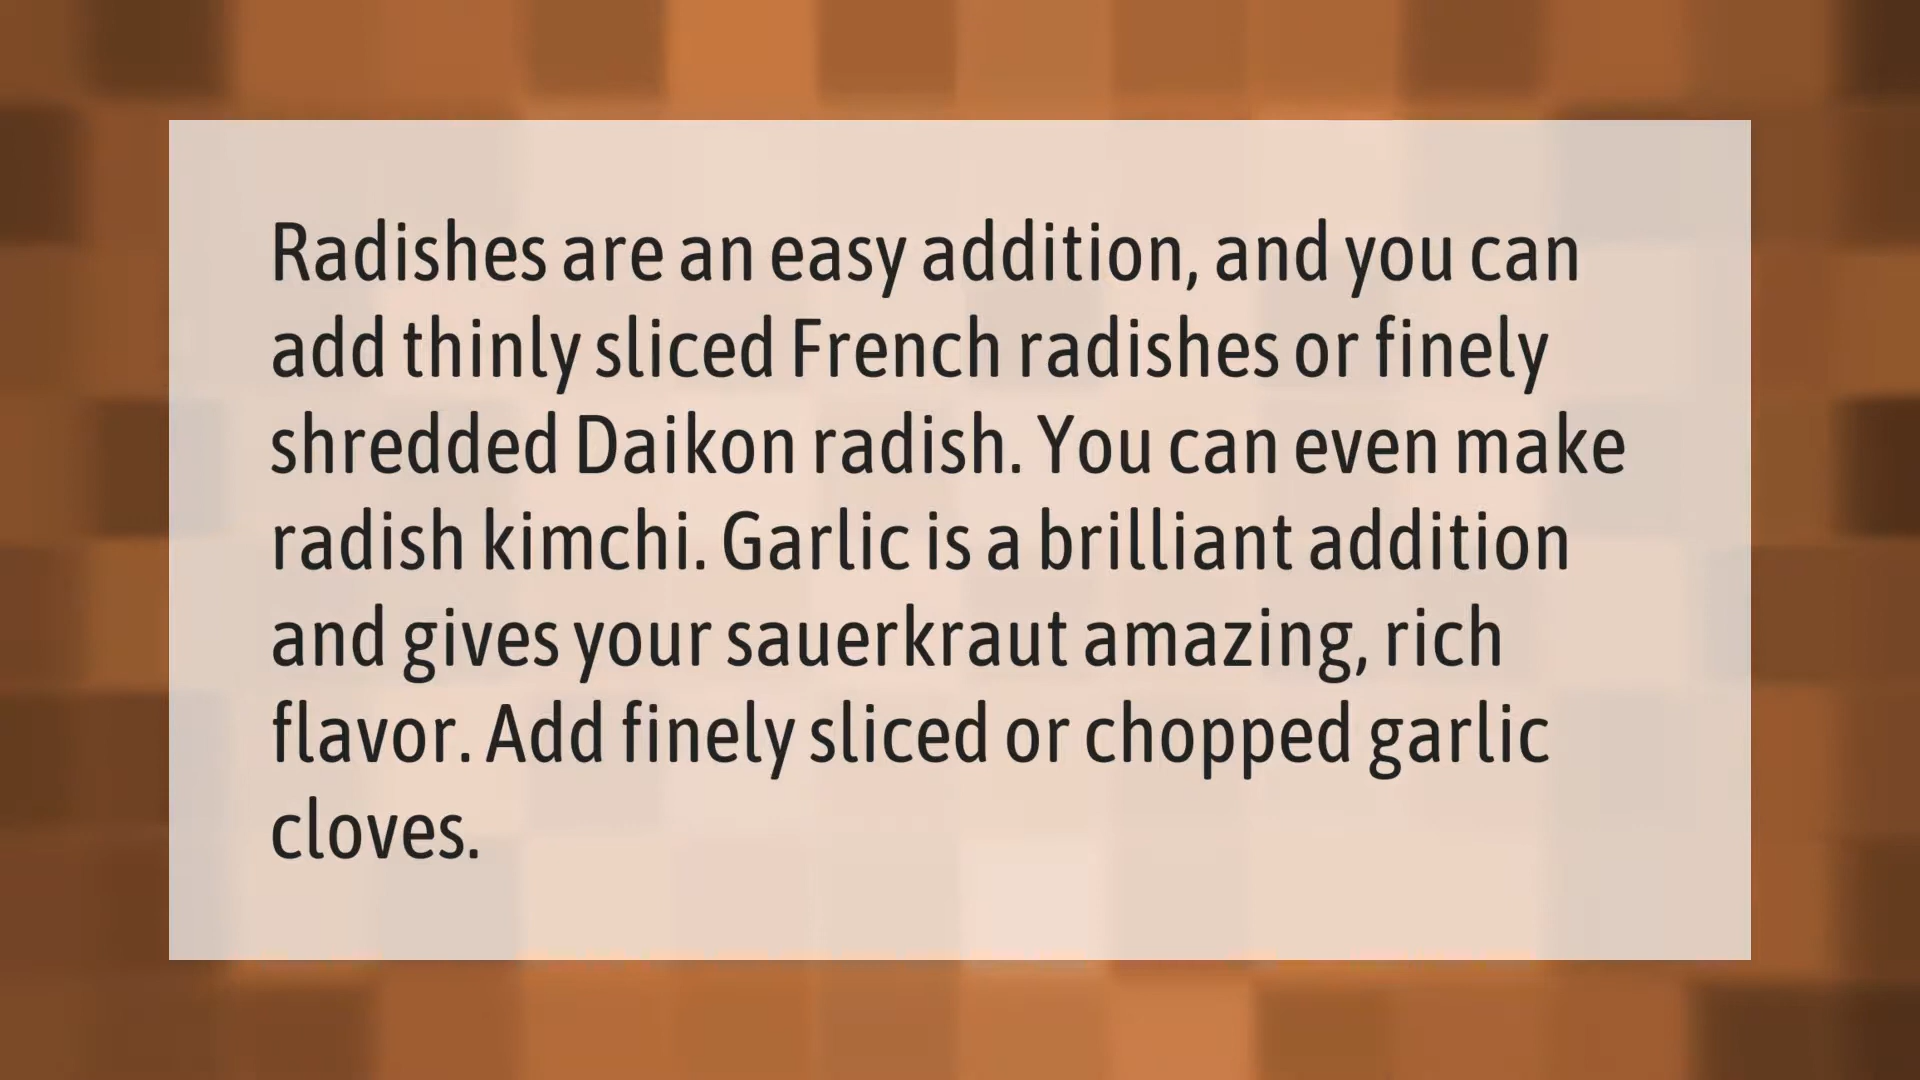 Radishes are an easy addition, and you can
add thinly sliced French radishes or finely
shredded Daikon radish. You can even make
radish kimchi. Garlic is a brilliant addition
and gives your sauerkraut amazing, rich
flavor. Add finely sliced or chopped garlic
cloves.